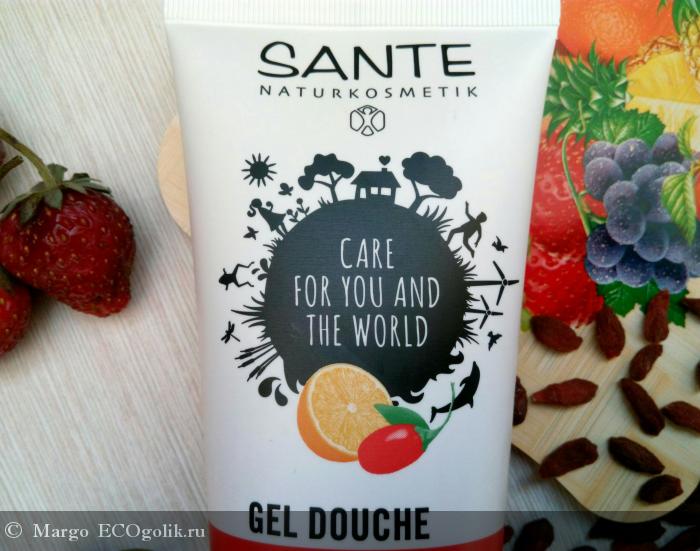 SANTE
NATURKOSMETIK
CARE
FOR YOU AND
THE WORLD
GEL DOUCHE
© Margo ECOgolik.ru